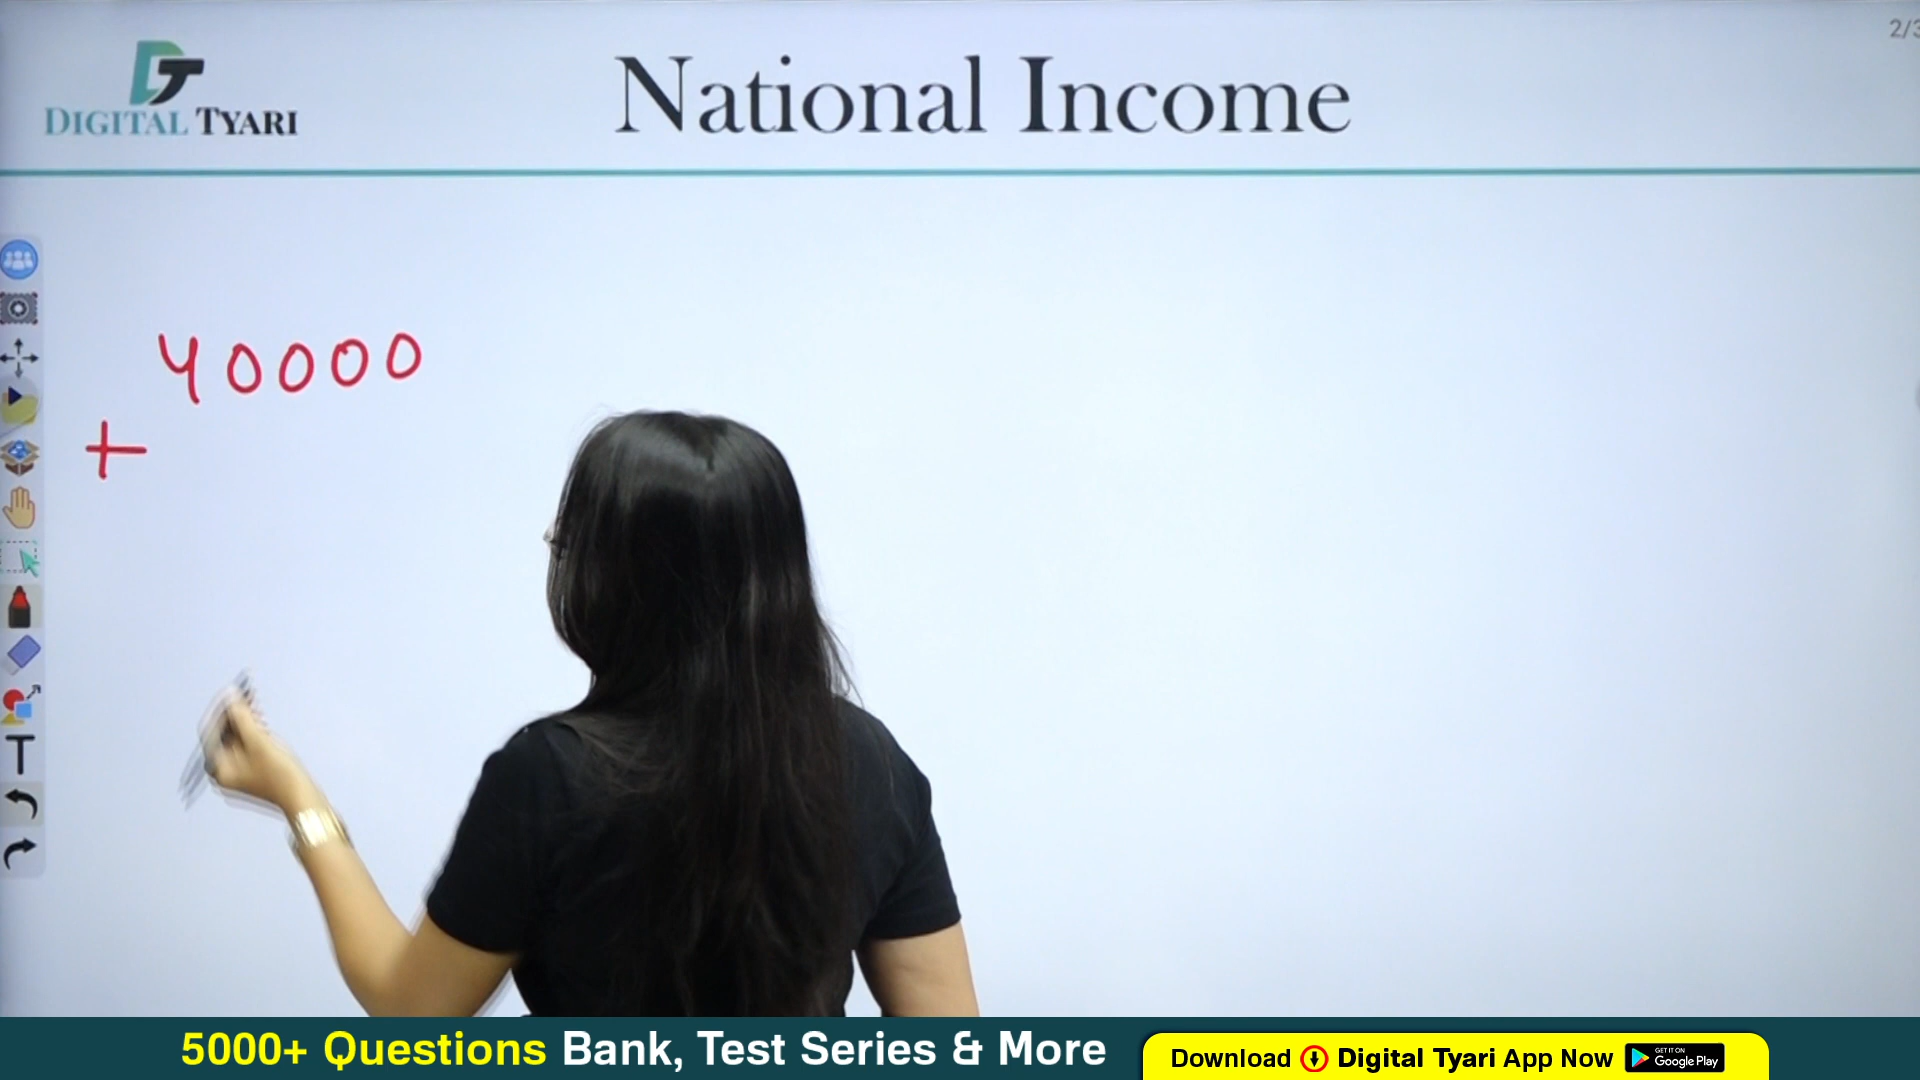 2/3
DIGITAL TYARI
National Income
40000
+
T
5000+ Questions Bank, Test Series & More
Download Digital Tyari App Now
GET IT ON
Google Play